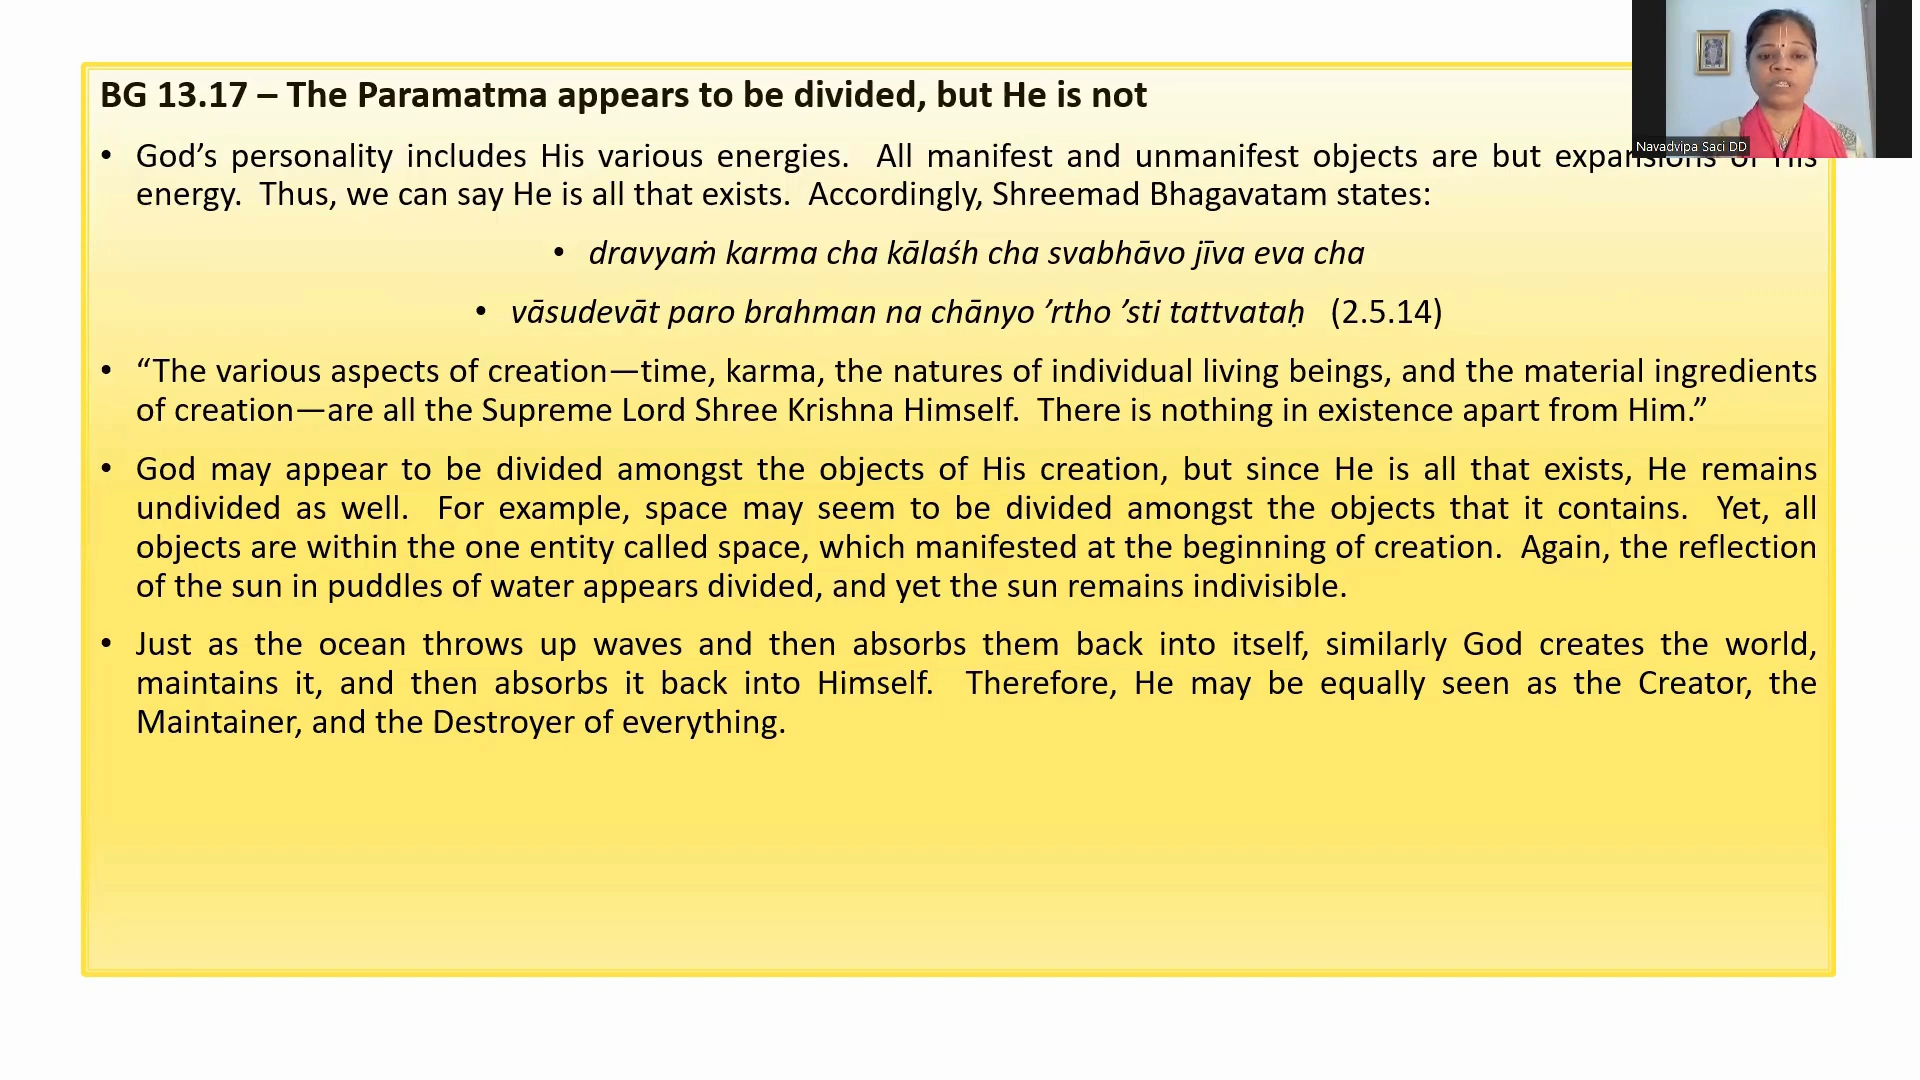 BG 13.17 – The Paramatma appears to be divided, but He is not
• God’s personality includes His various energies. All manifest and unmanifest objects are but expansions of His
energy. Thus, we can say He is all that exists. Accordingly, Shreemad Bhagavatam states:
• dravyaṁ karma cha kālaśh cha svabhāvo jīva eva cha
• vāsudevāt paro brahman na chānyo ’rtho ’sti tattvataḥ (2.5.14)
• “The various aspects of creation—time, karma, the natures of individual living beings, and the material ingredients
of creation—are all the Supreme Lord Shree Krishna Himself. There is nothing in existence apart from Him.”
• God may appear to be divided amongst the objects of His creation, but since He is all that exists, He remains
undivided as well. For example, space may seem to be divided amongst the objects that it contains. Yet, all
objects are within the one entity called space, which manifested at the beginning of creation. Again, the reflection
of the sun in puddles of water appears divided, and yet the sun remains indivisible.
• Just as the ocean throws up waves and then absorbs them back into itself, similarly God creates the world,
maintains it, and then absorbs it back into Himself. Therefore, He may be equally seen as the Creator, the
Maintainer, and the Destroyer of everything.
Navadvipa Saci DD